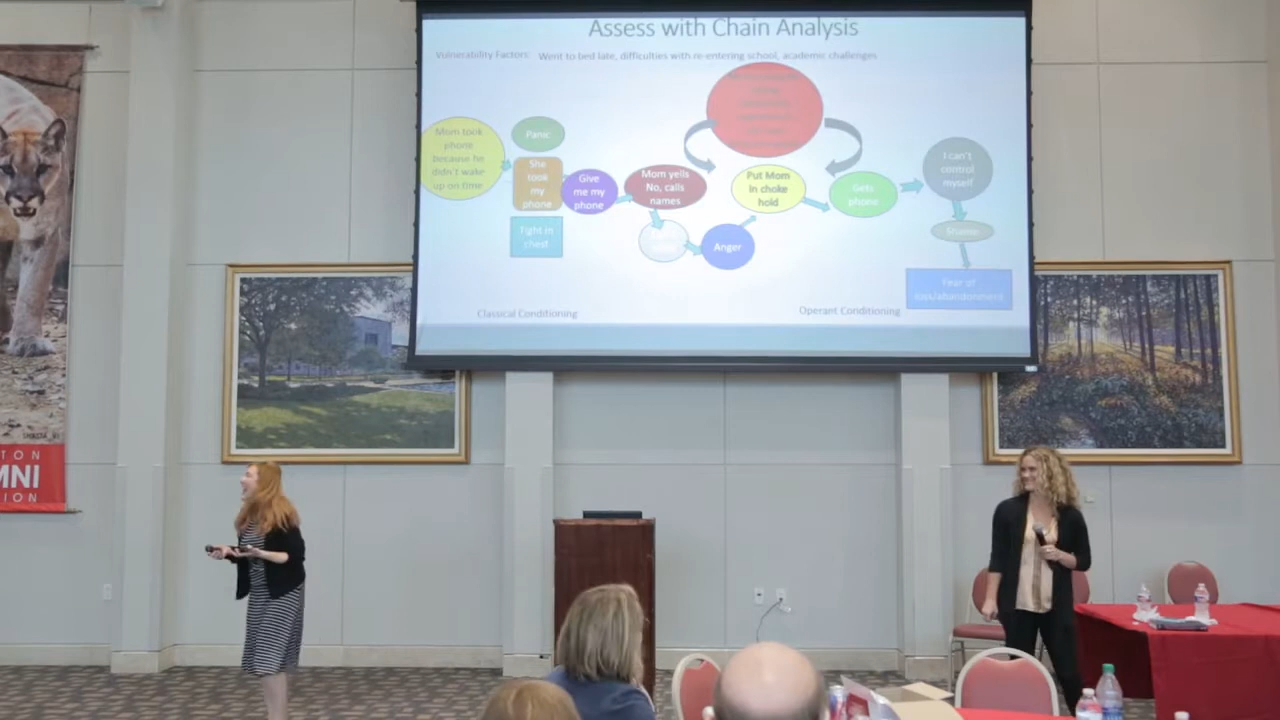 Assess with Chain Analysis
Vulnerability Factors: Went to bed late, difficulties with re-entering school, academic challenges
Mom took
phone
because he
didn't wake
up on time
Panic
She
took
my
phone
Tight in
chest
Give
me my
phone
Mom yells
No, calls
names
Anger
Put Mom
in choke
hold
Gets
phone
I can't
control
myself
Shame
Fear of
loss/abandonment
Classical Conditioning
Operant Conditioning
TON
MNI
ION